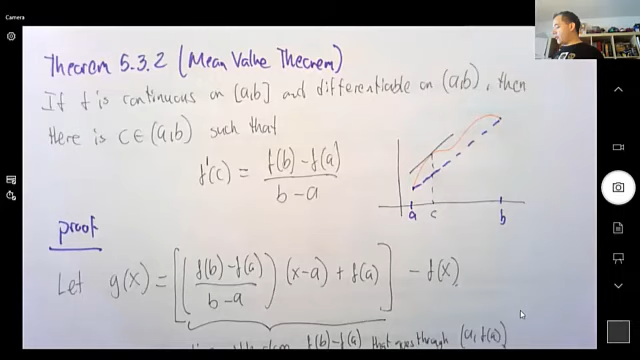 Camera
Theorem 5.3.2 (Mean Value Theorem)
If f is continuous on [a,b] and differentiable on (a,b), then
there is c ∈ (a,b) such that
f'(c) = f(b) - f(a) / b - a
a c b
proof
Let g(x) = [ ( f(b) - f(a) / b - a ) (x-a) + f(a) ] - f(x)
f(b) - f(a) that goes through (a, f(a))